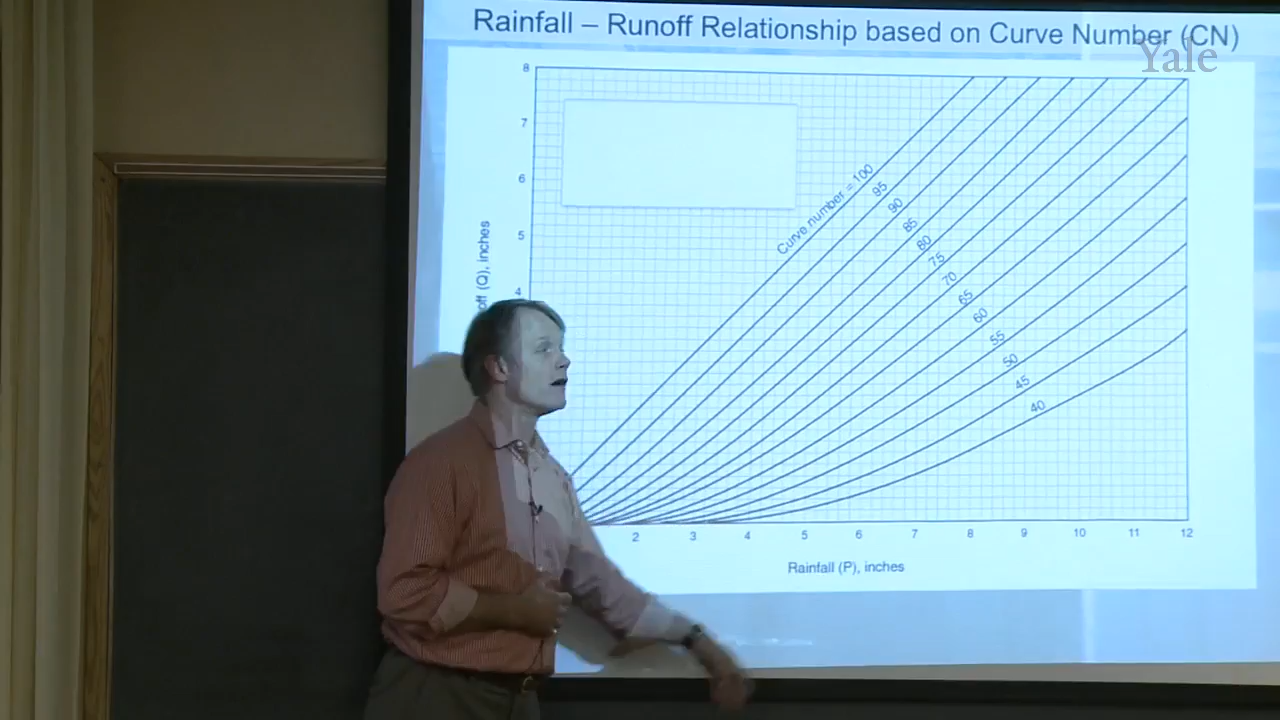 Rainfall – Runoff Relationship based on Curve Number (CN)
Yale
8
7
6
5
4
(Q), inches
Curve number = 100
95
90
85
80
75
70
65
60
55
50
45
40
2 3 4 5 6 7 8 9 10 11 12
Rainfall (P), inches